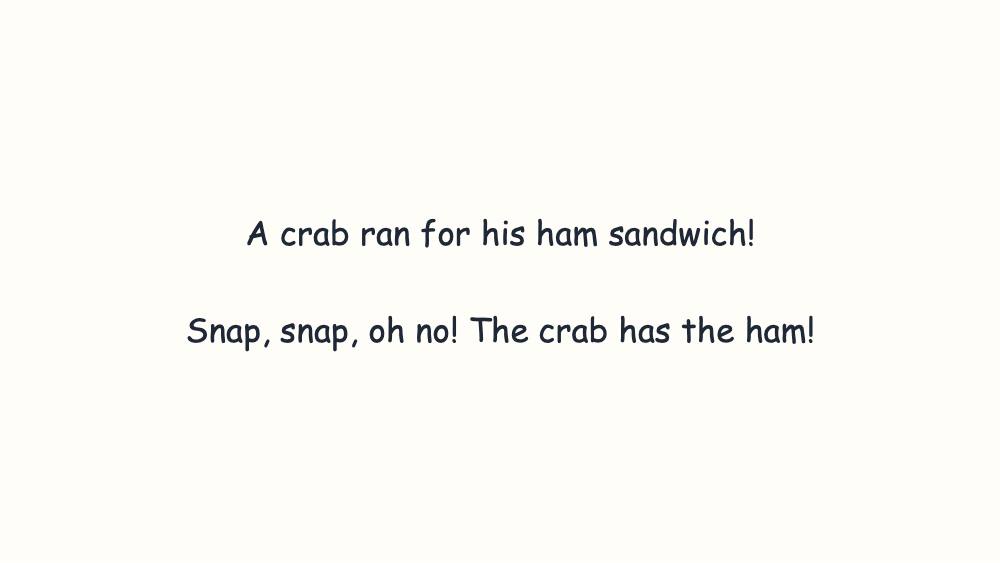 A crab ran for his ham sandwich!
Snap, snap, oh no! The crab has the ham!